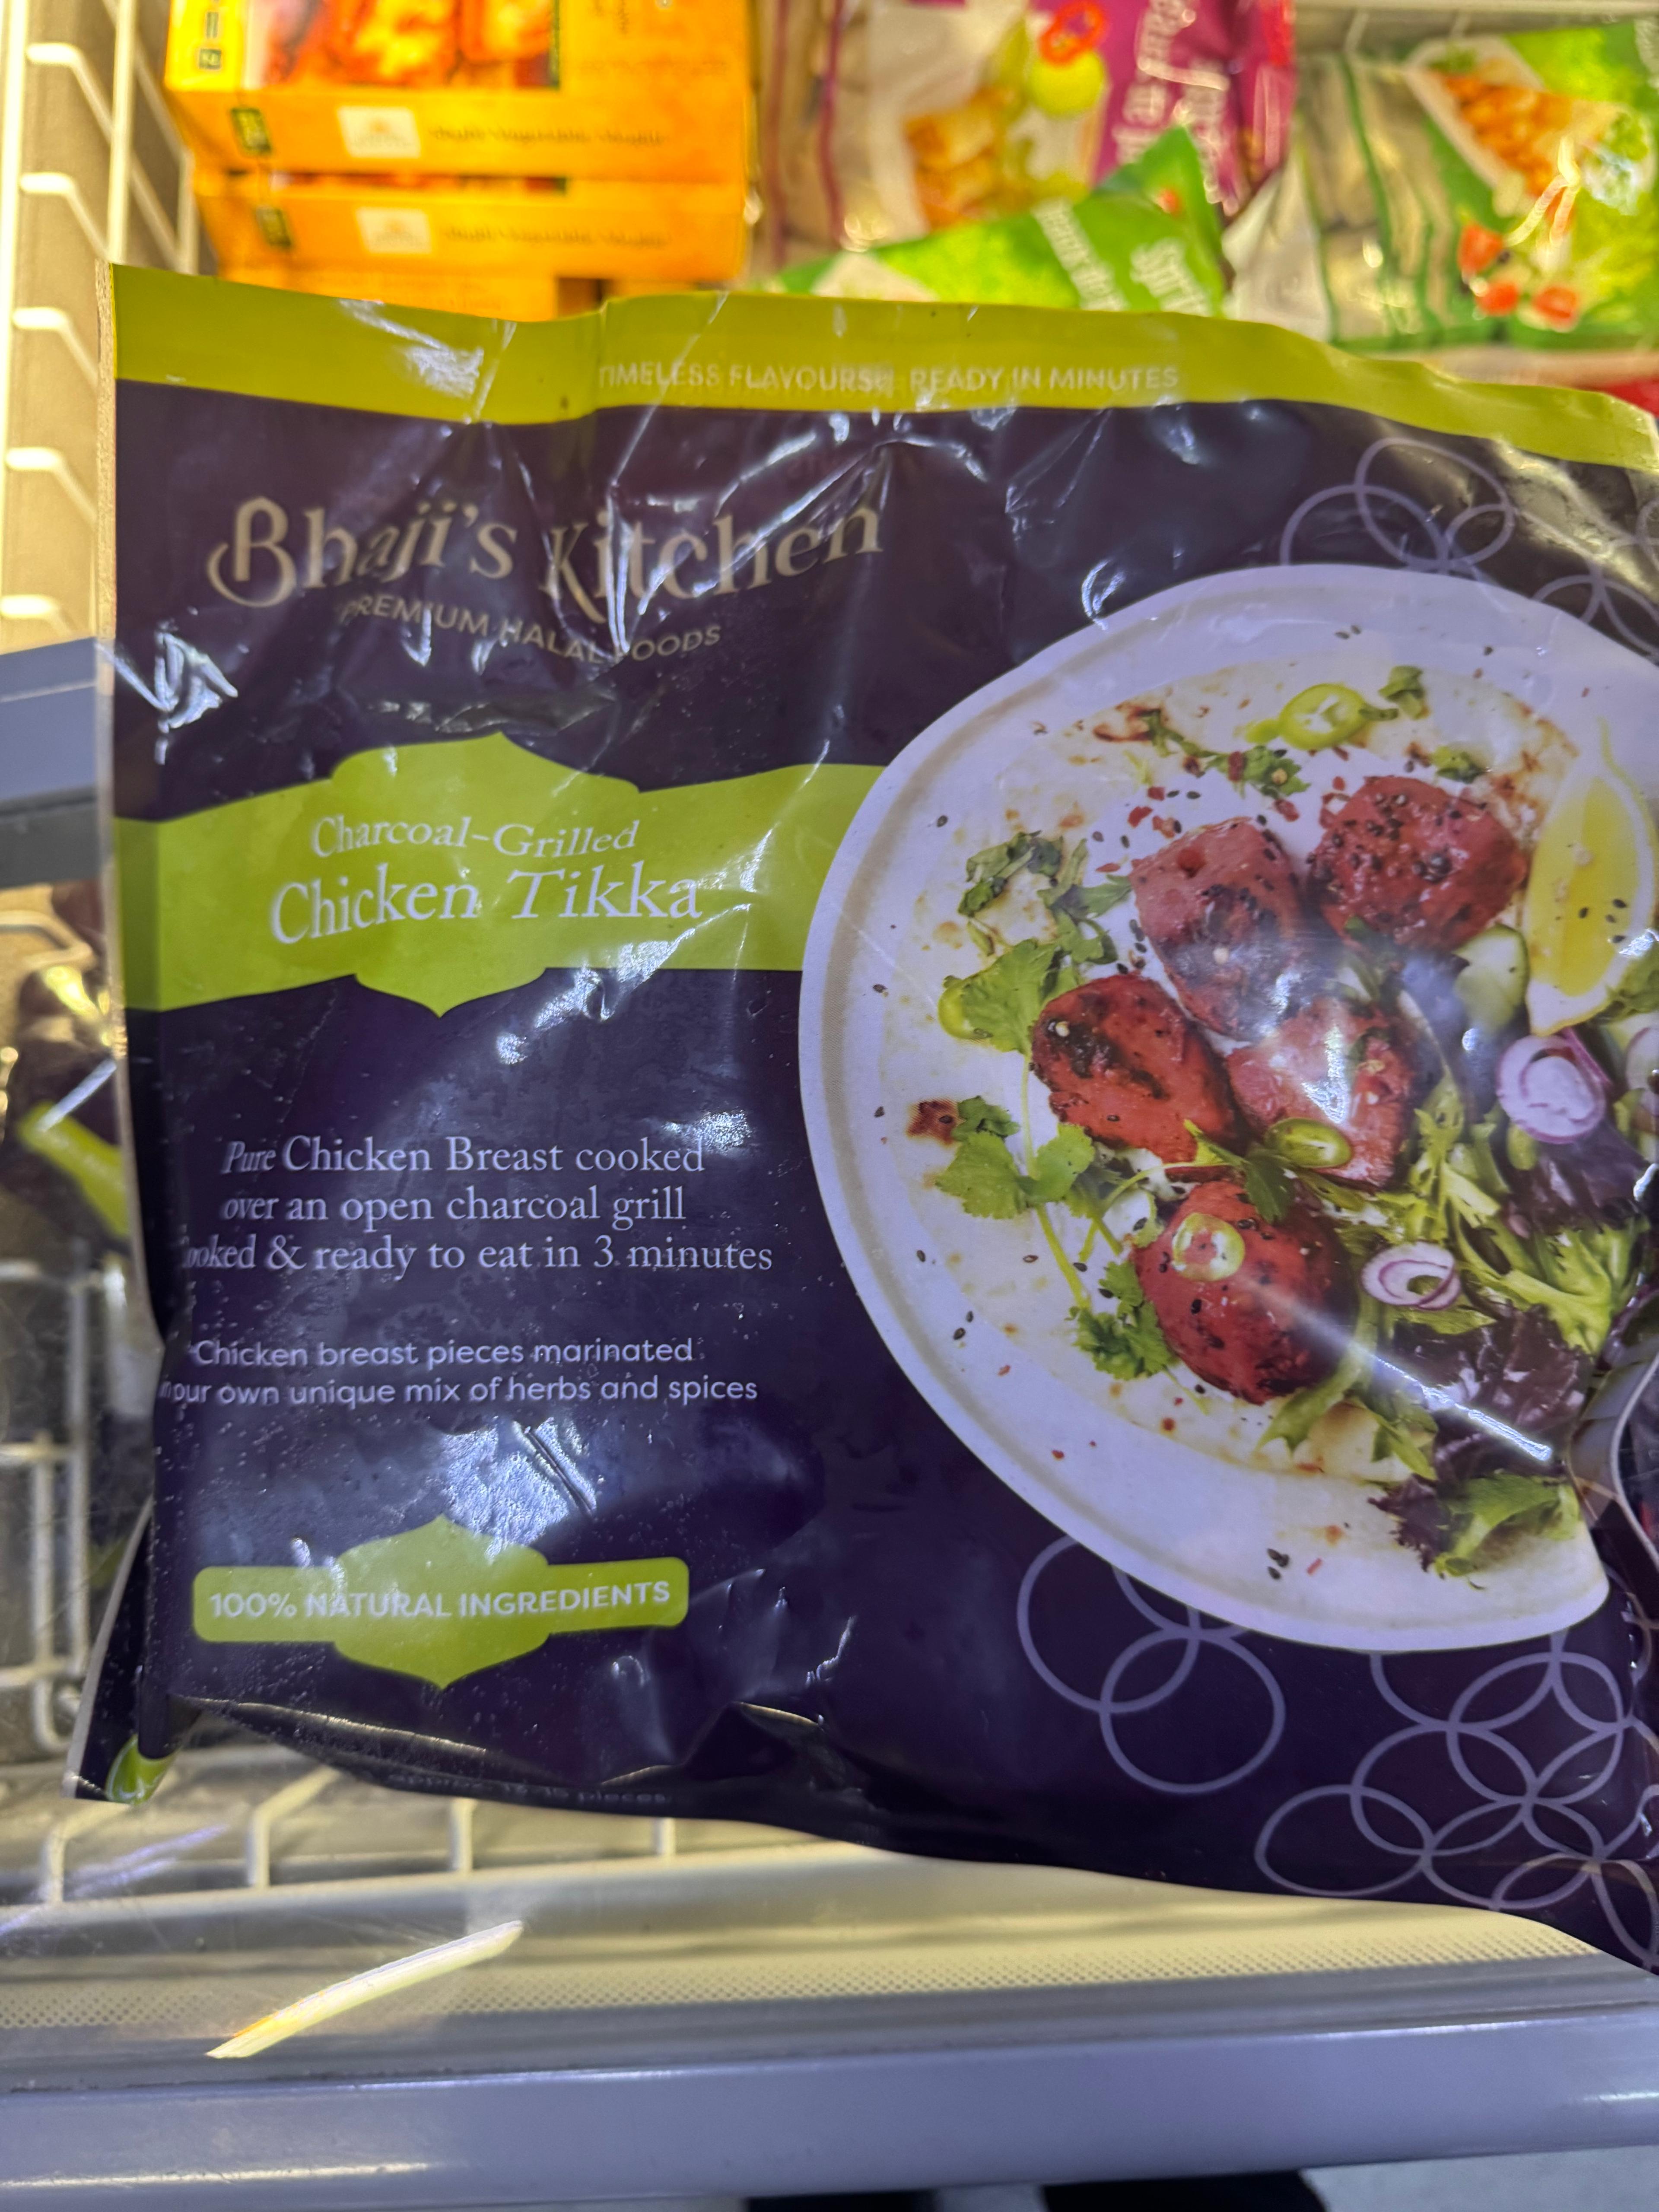 TIMELESS FLAVOURS READY IN MINUTES
Bhaji's Kitchen
PREMIUM HALAL FOODS
Charcoal-Grilled
Chicken Tikka
Pure Chicken Breast cooked
over an open charcoal grill
& ready to eat in 3 minutes
Chicken breast pieces marinated
our own unique mix of herbs and spices
100% NATURAL INGREDIENTS
pieces